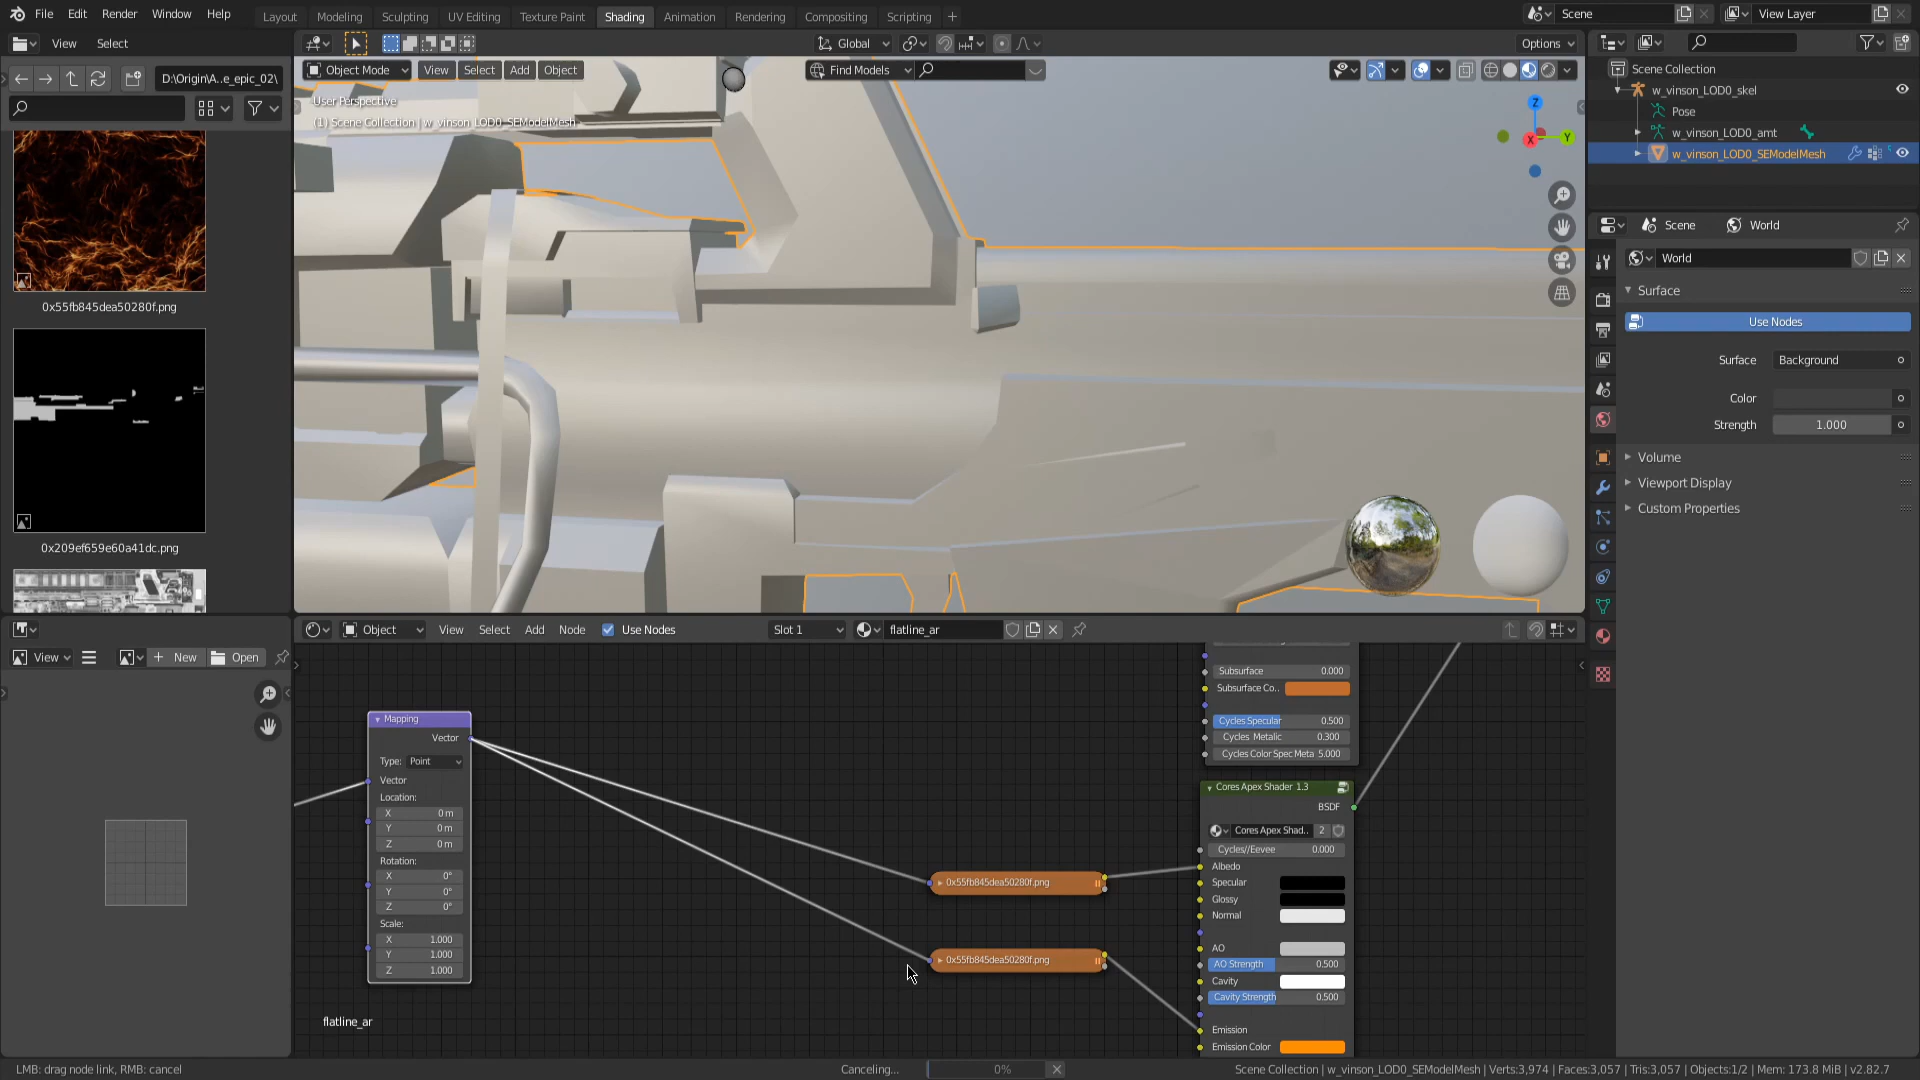 File Edit Render Window Help
Layout Modeling Sculpting UV Editing Texture Paint Shading Animation Rendering Compositing Scripting +
Scene
View Layer
View Select
Global
Options
D:\Origin\A..e_epic_02\
Object Mode View Select Add Object
Find Models
User Perspective
(1) Scene Collection | w_vinson_LOD0_SEModelMesh
Z
Y
X
0x55fb845dea50280f.png
0x209ef659e60a41dc.png
Scene Collection
w_vinson_LOD0_skel
Pose
w_vinson_LOD0_amt
w_vinson_LOD0_SEModelMesh
Scene World
World
Surface
Use Nodes
Surface Background
Color
Strength 1.000
Volume
Viewport Display
Custom Properties
View New Open
Object View Select Add Node Use Nodes Slot 1 flatline_ar
Mapping
Vector
Type: Point
Vector
Location:
X 0 m
Y 0 m
Z 0 m
Rotation:
X 0°
Y 0°
Z 0°
Scale:
X 1.000
Y 1.000
Z 1.000
0x55fb845dea50280f.png
0x55fb845dea50280f.png
Subsurface 0.000
Subsurface Co..
Cycles Specular 0.500
Cycles Metalic 0.300
Cycles Color Spec Meta 5.000
Cores Apex Shader 1.3
BSDF
Cores Apex Shad.. 2
Cycles//Eevee 0.000
Albedo
Specular
Glossy
Normal
AO
AO Strength 0.500
Cavity
Cavity Strength 0.500
Emission
Emission Color
flatline_ar
LMB: drag node link, RMB: cancel
Canceling... 0%
Scene Collection | w_vinson_LOD0_SEModelMesh | Verts:3,974 | Faces:3,057 | Tris:3,057 | Objects:1/2 | Mem: 173.8 MiB | v2.82.7